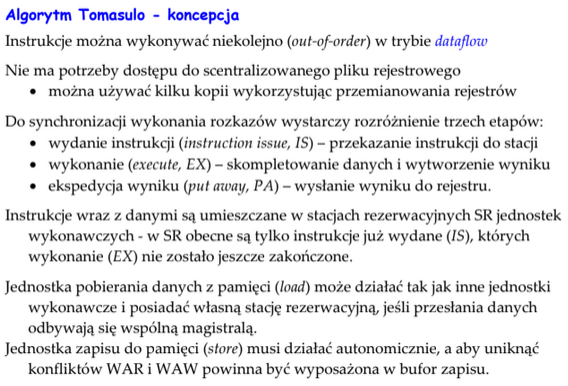 Algorytm Tomasulo - koncepcja
Instrukcje można wykonywać niekolejno (out-of-order) w trybie dataflow
Nie ma potrzeby dostępu do scentralizowanego pliku rejestrowego
• można używać kilku kopii wykorzystując przemianowania rejestrów
Do synchronizacji wykonania rozkazów wystarczy rozróżnienie trzech etapów:
• wydanie instrukcji (instruction issue, IS) – przekazanie instrukcji do stacji
• wykonanie (execute, EX) – skompletowanie danych i wytworzenie wyniku
• ekspedycja wyniku (put away, PA) – wysłanie wyniku do rejestru.
Instrukcje wraz z danymi są umieszczane w stacjach rezerwacyjnych SR jednostek
wykonawczych - w SR obecne są tylko instrukcje już wydane (IS), których
wykonanie (EX) nie zostało jeszcze zakończone.
Jednostka pobierania danych z pamięci (load) może działać tak jak inne jednostki
wykonawcze i posiadać własną stację rezerwacyjną, jeśli przesłania danych
odbywają się wspólną magistralą.
Jednostka zapisu do pamięci (store) musi działać autonomicznie, a aby uniknąć
konfliktów WAR i WAW powinna być wyposażona w bufor zapisu.